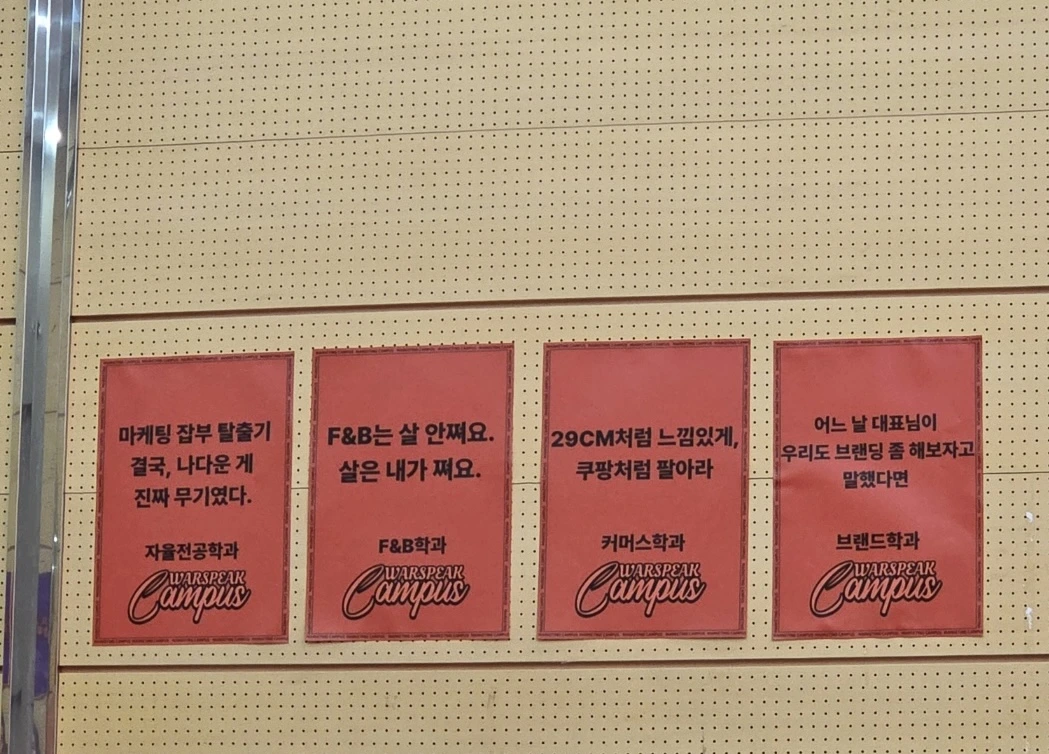 마케팅 잡부 탈출기
결국, 나다운 게
진짜 무기였다.
자율전공학과
WARSPEAK
Campus
F&B는 살 안쪄요.
살은 내가 쪄요.
F&B학과
WARSPEAK
Campus
29CM처럼 느낌있게,
쿠팡처럼 팔아라
커머스학과
WARSPEAK
Campus
어느 날 대표님이
우리도 브랜딩 좀 해보자고
말했다면
브랜드학과
WARSPEAK
Campus